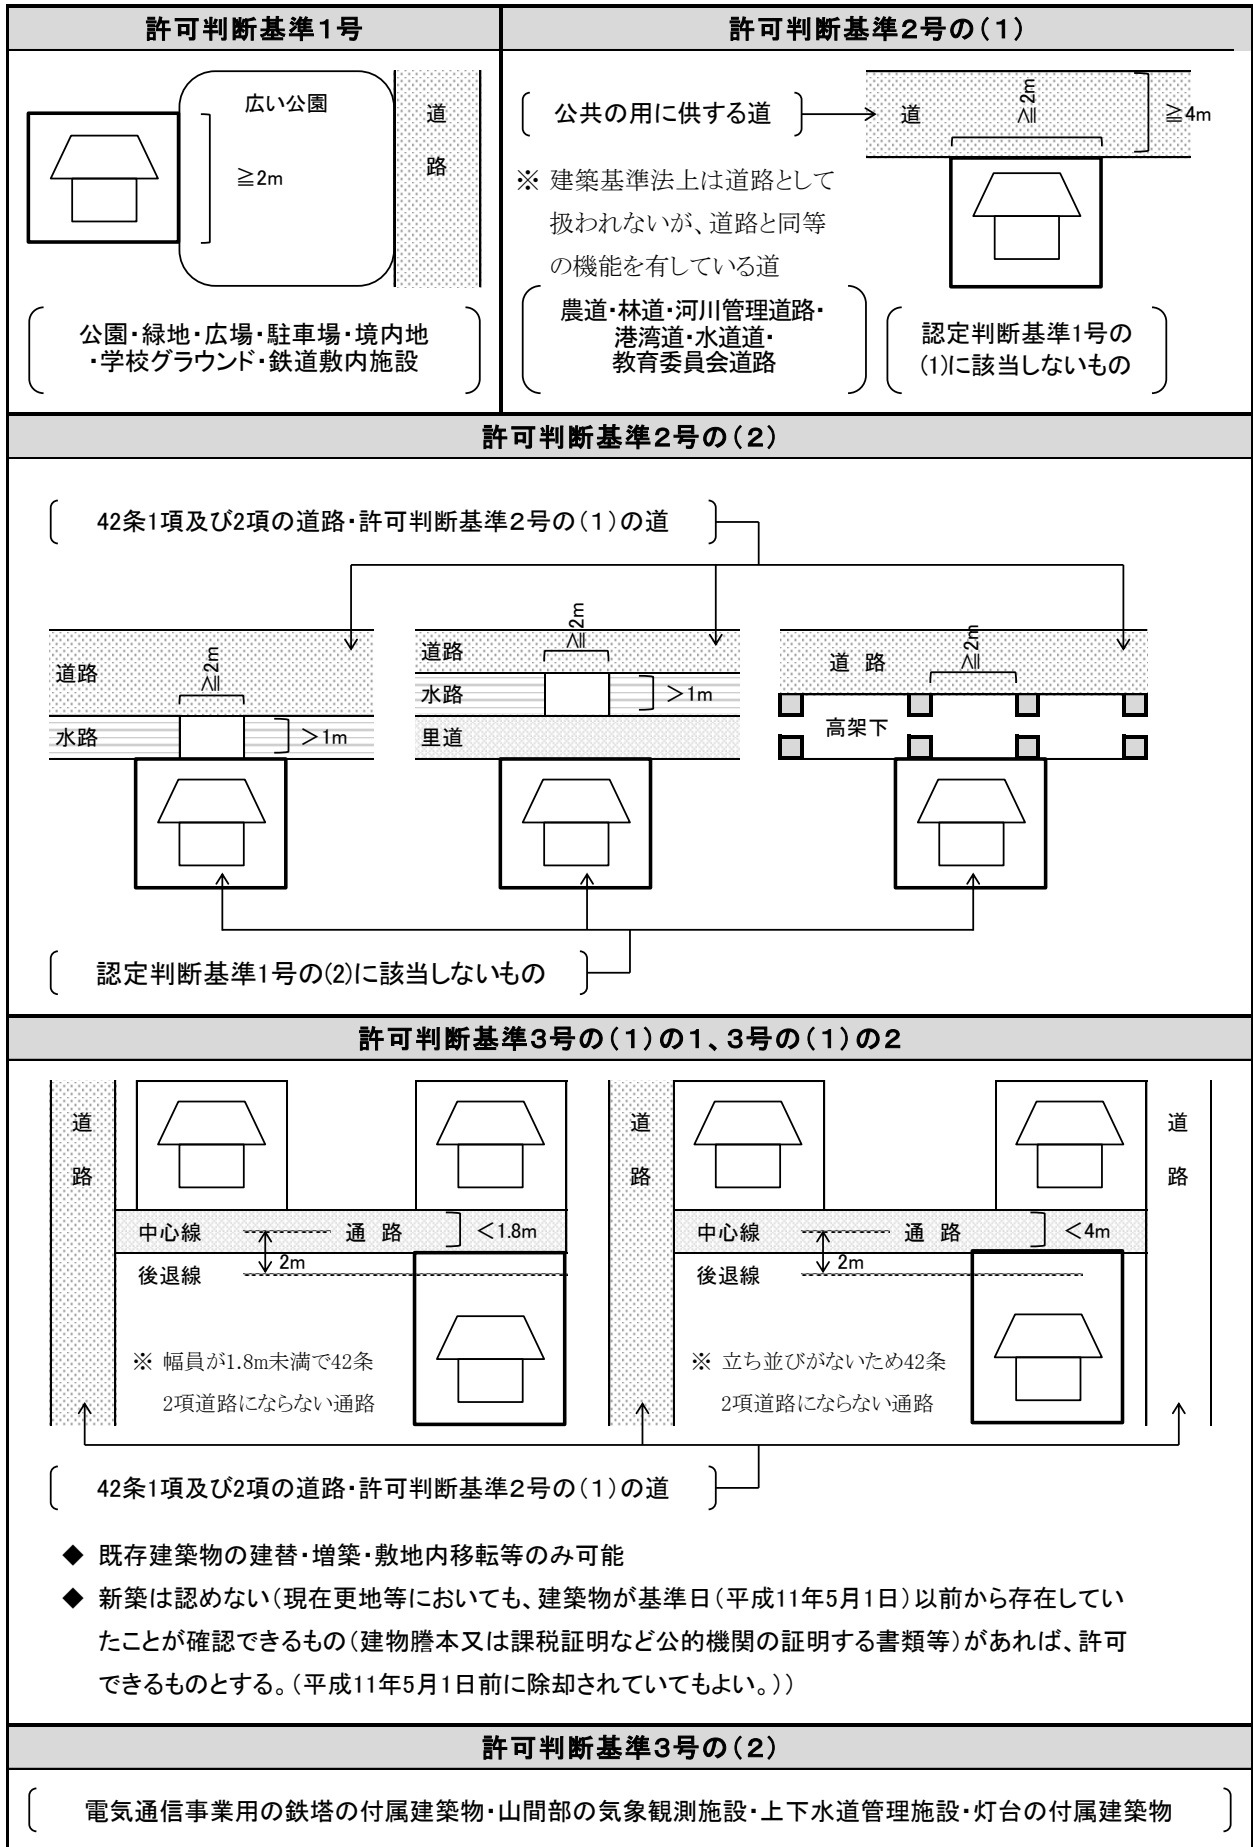 許可判断基準1号
広い公園
道
路
≧2m
公園・緑地・広場・駐車場・境内地
・学校グラウンド・鉄道敷内施設
許可判断基準2号の(1)
公共の用に供する道
道
≧2m
≧4m
※ 建築基準法上は道路として
扱われないが、道路と同等
の機能を有している道
農道・林道・河川管理道路・
港湾道・水道道・
教育委員会道路
認定判断基準1号の
(1)に該当しないもの
許可判断基準2号の(2)
42条1項及び2項の道路・許可判断基準2号の(1)の道
道路
≧2m
水路
>1m
道路
≧2m
水路
>1m
里道
道 路
≧2m
高架下
認定判断基準1号の(2)に該当しないもの
許可判断基準3号の(1)の1、3号の(1)の2
道
路
中心線
通 路
<1.8m
後退線
2m
※ 幅員が1.8m未満で42条
2項道路にならない通路
道
路
中心線
通 路
<4m
後退線
2m
※ 立ち並びがないため42条
2項道路にならない通路
道
路
42条1項及び2項の道路・許可判断基準2号の(1)の道
◆ 既存建築物の建替・増築・敷地内移転等のみ可能
◆ 新築は認めない(現在更地等においても、建築物が基準日(平成11年5月1日)以前から存在してい
たことが確認できるもの(建物謄本又は課税証明など公的機関の証明する書類等)があれば、許可
できるものとする。(平成11年5月1日前に除却されていてもよい。))
許可判断基準3号の(2)
電気通信事業用の鉄塔の付属建築物・山間部の気象観測施設・上下水道管理施設・灯台の付属建築物